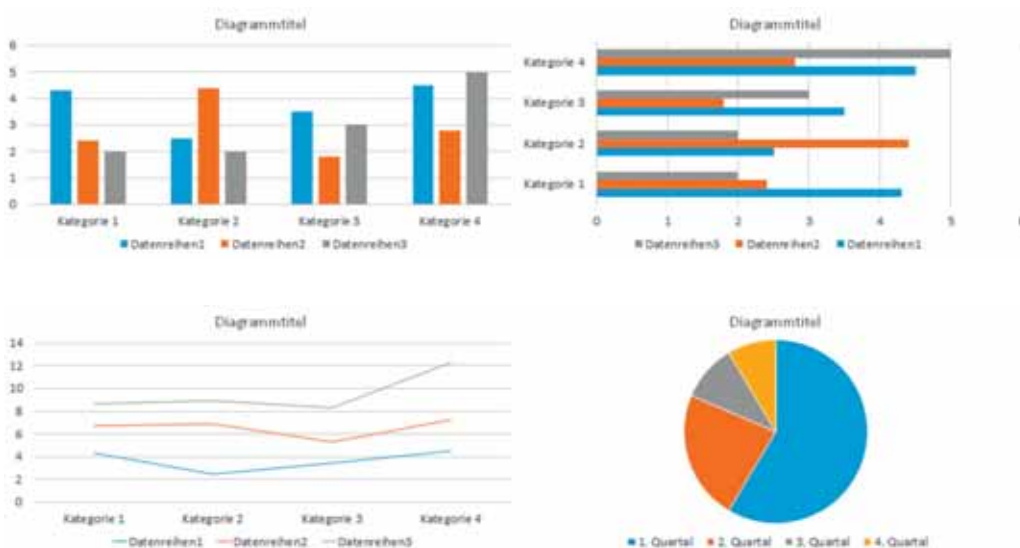 Diagrammtitel
6
5
4
3
2
1
0
Kategorie 1 Kategorie 2 Kategorie 3 Kategorie 4
Datenreihen1 Datenreihen2 Datenreihen3
Diagrammtitel
Kategorie 4
Kategorie 3
Kategorie 2
Kategorie 1
0 1 2 3 4 5
Datenreihen3 Datenreihen2 Datenreihen1
Diagrammtitel
14
12
10
8
6
4
2
0
Kategorie 1 Kategorie 2 Kategorie 3 Kategorie 4
Datenreihen1 Datenreihen2 Datenreihen3
Diagrammtitel
1. Quartal 2. Quartal 3. Quartal 4. Quartal